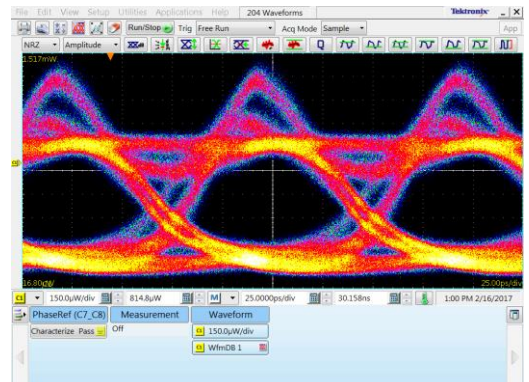 File Edit View Setup Utilities Applications Help 204 Waveforms Tektronix
Run/Stop Trig Free Run Acq Mode Sample App
NRZ Amplitude
1.517mW
16.80µW 25.00ps/div
C1 150.0µW/div 814.8µW M 25.0000ps/div 30.158ns 1:00 PM 2/16/2017
PhaseRef (C7_C8) Measurement Waveform
Characterize Pass Off C1 150.0µW/div
C1 WfmDB 1